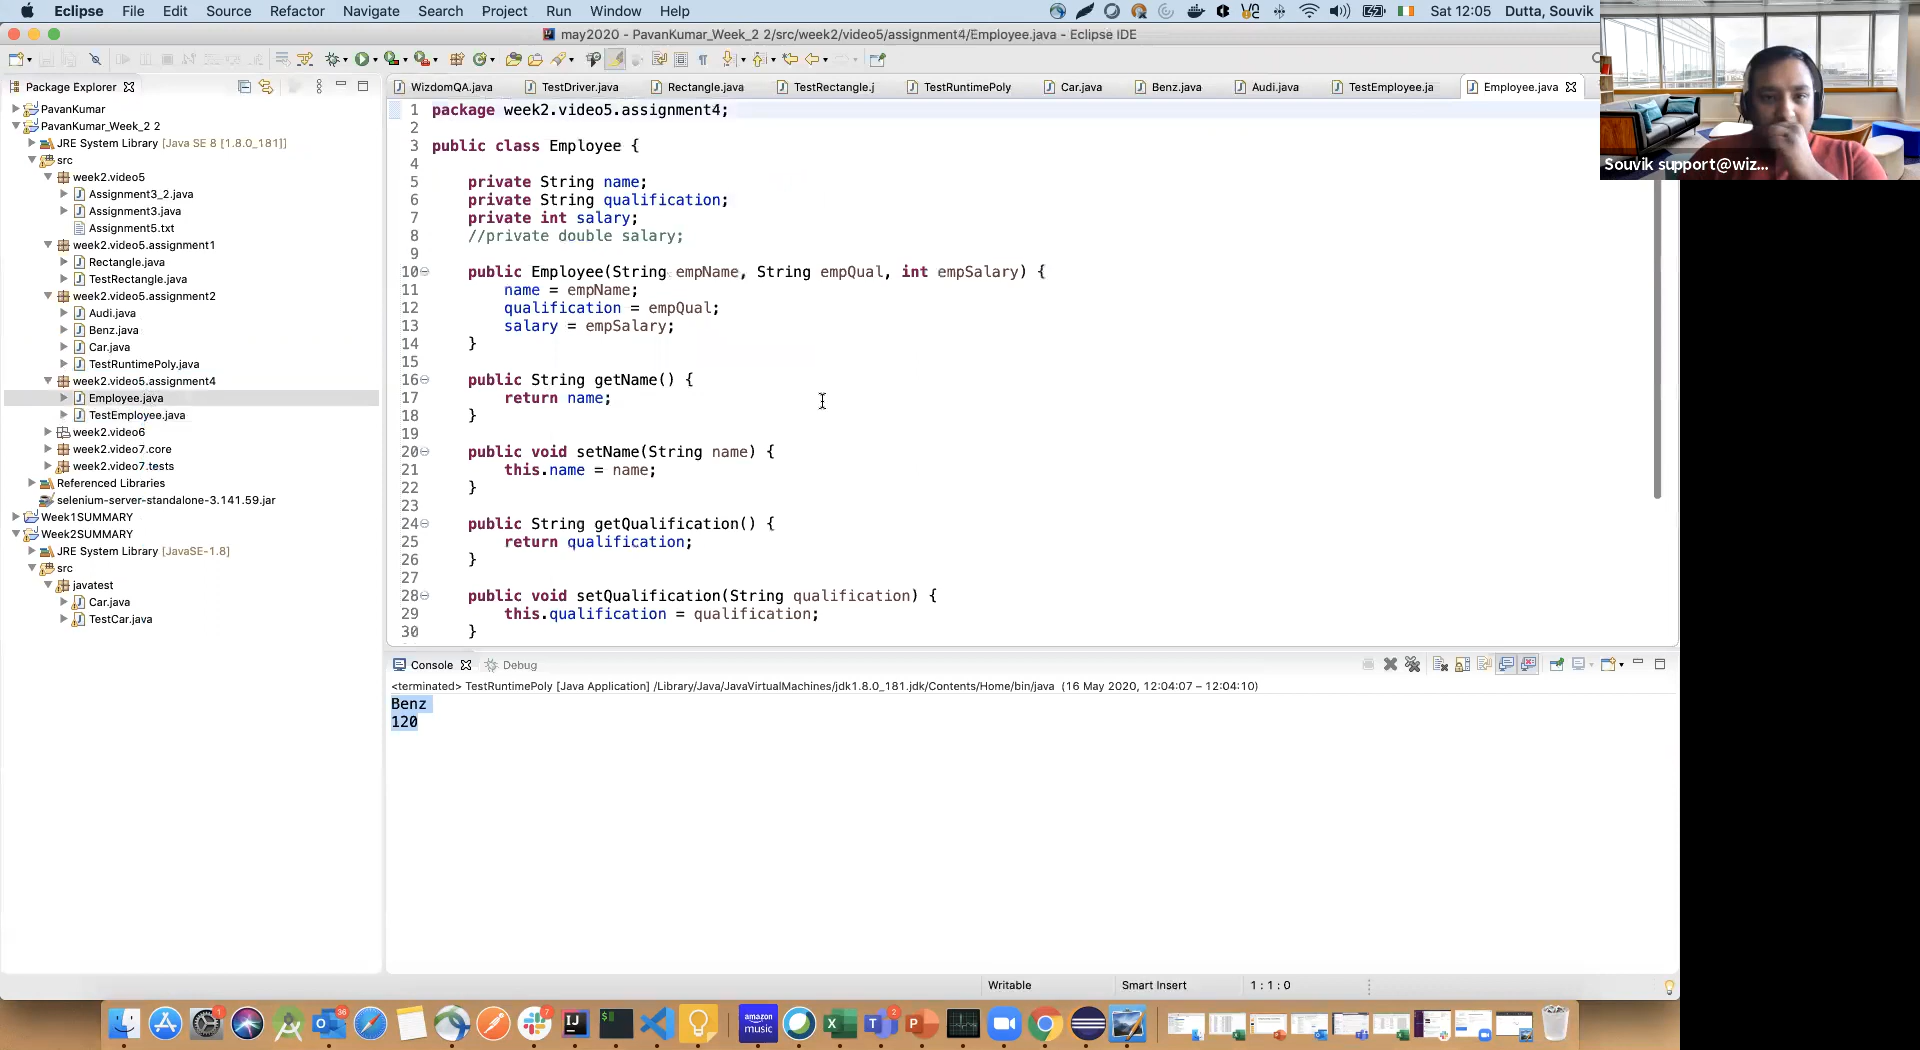 Eclipse File Edit Source Refactor Navigate Search Project Run Window Help Sat 12:05 Dutta, Souvik
may2020 - PavanKumar_Week_2 2/src/week2/video5/assignment4/Employee.java - Eclipse IDE
Package Explorer
PavanKumar
PavanKumar_Week_2 2
JRE System Library [Java SE 8 [1.8.0_181]]
src
week2.video5
Assignment3_2.java
Assignment3.java
Assignment5.txt
week2.video5.assignment1
Rectangle.java
TestRectangle.java
week2.video5.assignment2
Audi.java
Benz.java
Car.java
TestRuntimePoly.java
week2.video5.assignment4
Employee.java
TestEmployee.java
week2.video6
week2.video7.core
week2.video7.tests
Referenced Libraries
selenium-server-standalone-3.141.59.jar
Week1SUMMARY
Week2SUMMARY
JRE System Library [JavaSE-1.8]
src
javatest
Car.java
TestCar.java
WizdomQA.java TestDriver.java Rectangle.java TestRectangle.j TestRuntimePoly Car.java Benz.java Audi.java TestEmployee.ja Employee.java
1 package week2.video5.assignment4;
2
3 public class Employee {
4
5 private String name;
6 private String qualification;
7 private int salary;
8 //private double salary;
9
10 public Employee(String empName, String empQual, int empSalary) {
11 name = empName;
12 qualification = empQual;
13 salary = empSalary;
14 }
15
16 public String getName() {
17 return name;
18 }
19
20 public void setName(String name) {
21 this.name = name;
22 }
23
24 public String getQualification() {
25 return qualification;
26 }
27
28 public void setQualification(String qualification) {
29 this.qualification = qualification;
30 }
Console Debug
<terminated> TestRuntimePoly [Java Application] /Library/Java/JavaVirtualMachines/jdk1.8.0_181.jdk/Contents/Home/bin/java (16 May 2020, 12:04:07 – 12:04:10)
Benz
120
Writable Smart Insert 1 : 1 : 0
Souvik support@wiz...
amazon
music